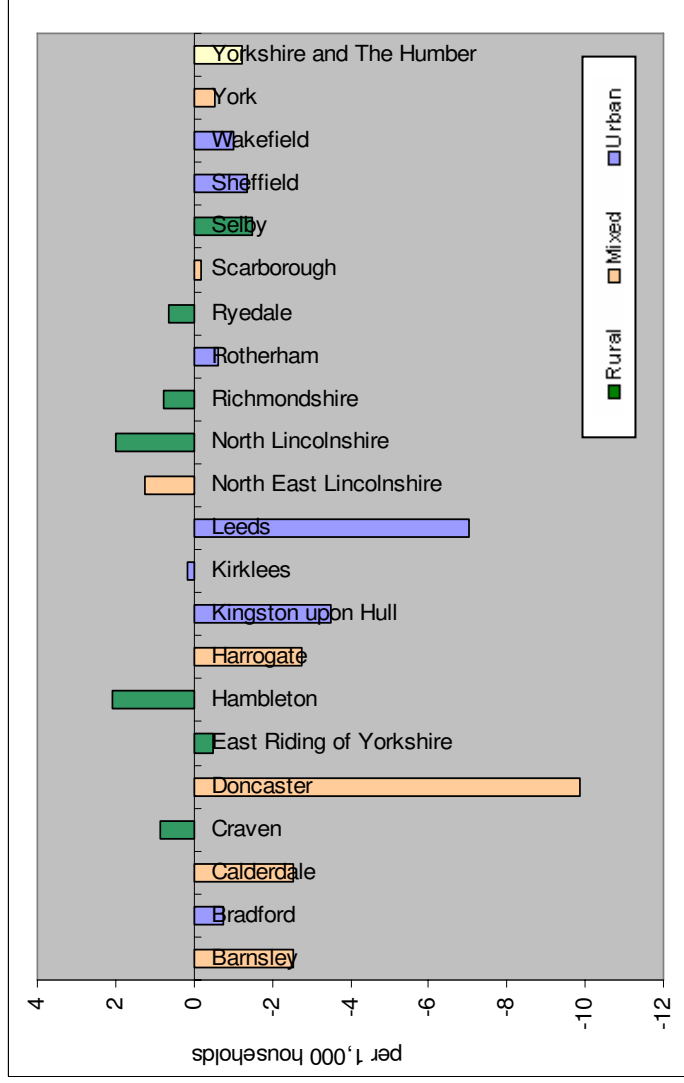 Yorkshire and The Humber
York
Wakefield
Sheffield
Selby
Scarborough
Ryedale
Rotherham
Richmondshire
North Lincolnshire
North East Lincolnshire
Leeds
Kirklees
Kingston upon Hull
Harrogate
Hambleton
East Riding of Yorkshire
Doncaster
Craven
Calderdale
Bradford
Barnsley
4
2
0
-2
-4
-6
-8
-10
-12
per 1,000 households
Rural
Mixed
Urban